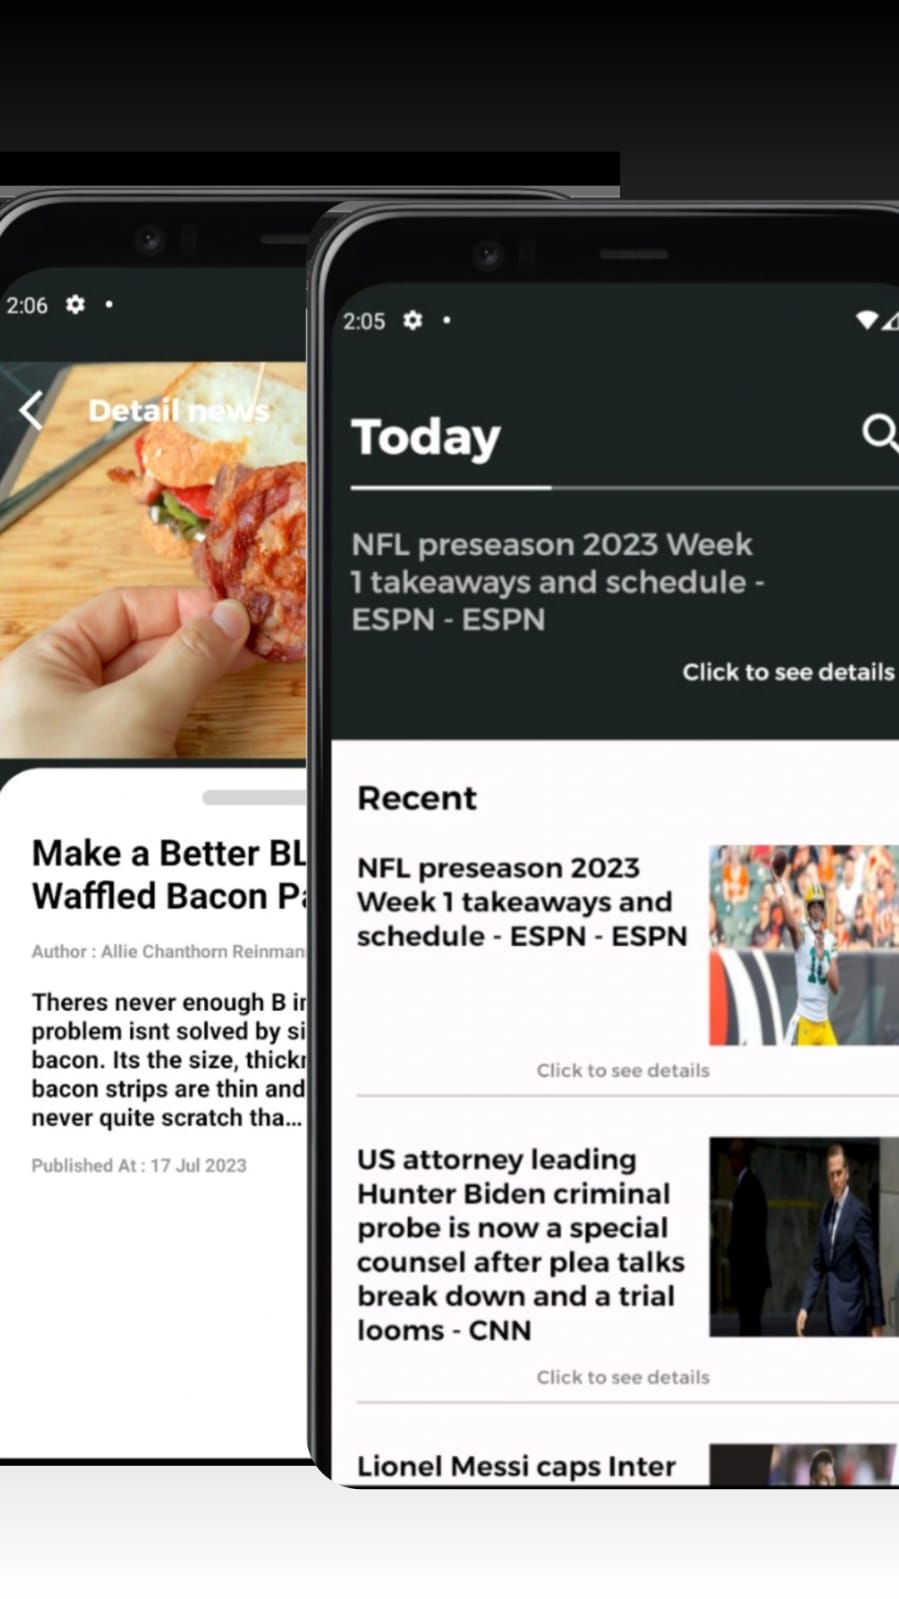 2:06
Detail news
Make a Better BL
Waffled Bacon Pa
Author : Allie Chanthorn Reinman
Theres never enough B in
problem isnt solved by si
bacon. Its the size, thick
bacon strips are thin and
never quite scratch tha...
Published At : 17 Jul 2023
2:05
Today
NFL preseason 2023 Week
1 takeaways and schedule -
ESPN - ESPN
Click to see details
Recent
NFL preseason 2023
Week 1 takeaways and
schedule - ESPN - ESPN
Click to see details
US attorney leading
Hunter Biden criminal
probe is now a special
counsel after plea talks
break down and a trial
looms - CNN
Click to see details
Lionel Messi caps Inter